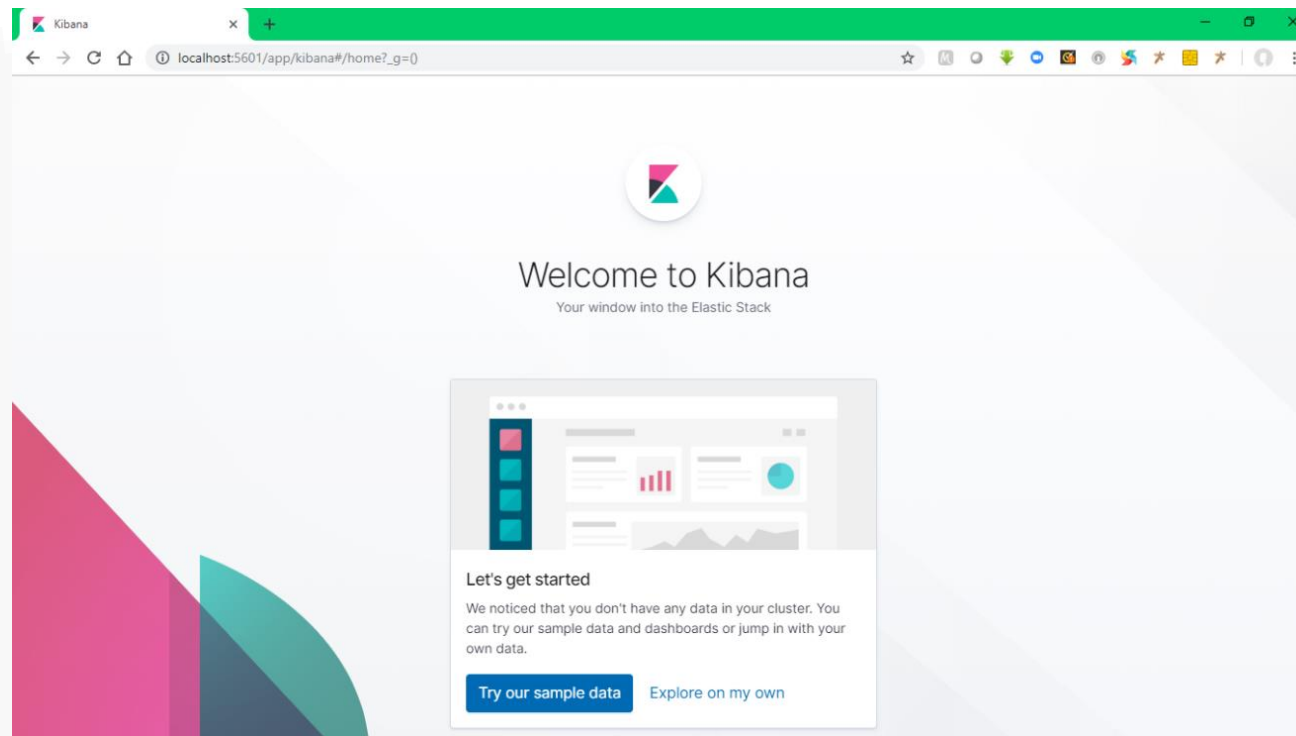 Kibana
localhost:5601/app/kibana#/home?_g=()
Welcome to Kibana
Your window into the Elastic Stack
Let's get started
We noticed that you don't have any data in your cluster. You
can try our sample data and dashboards or jump in with your
own data.
Try our sample data Explore on my own